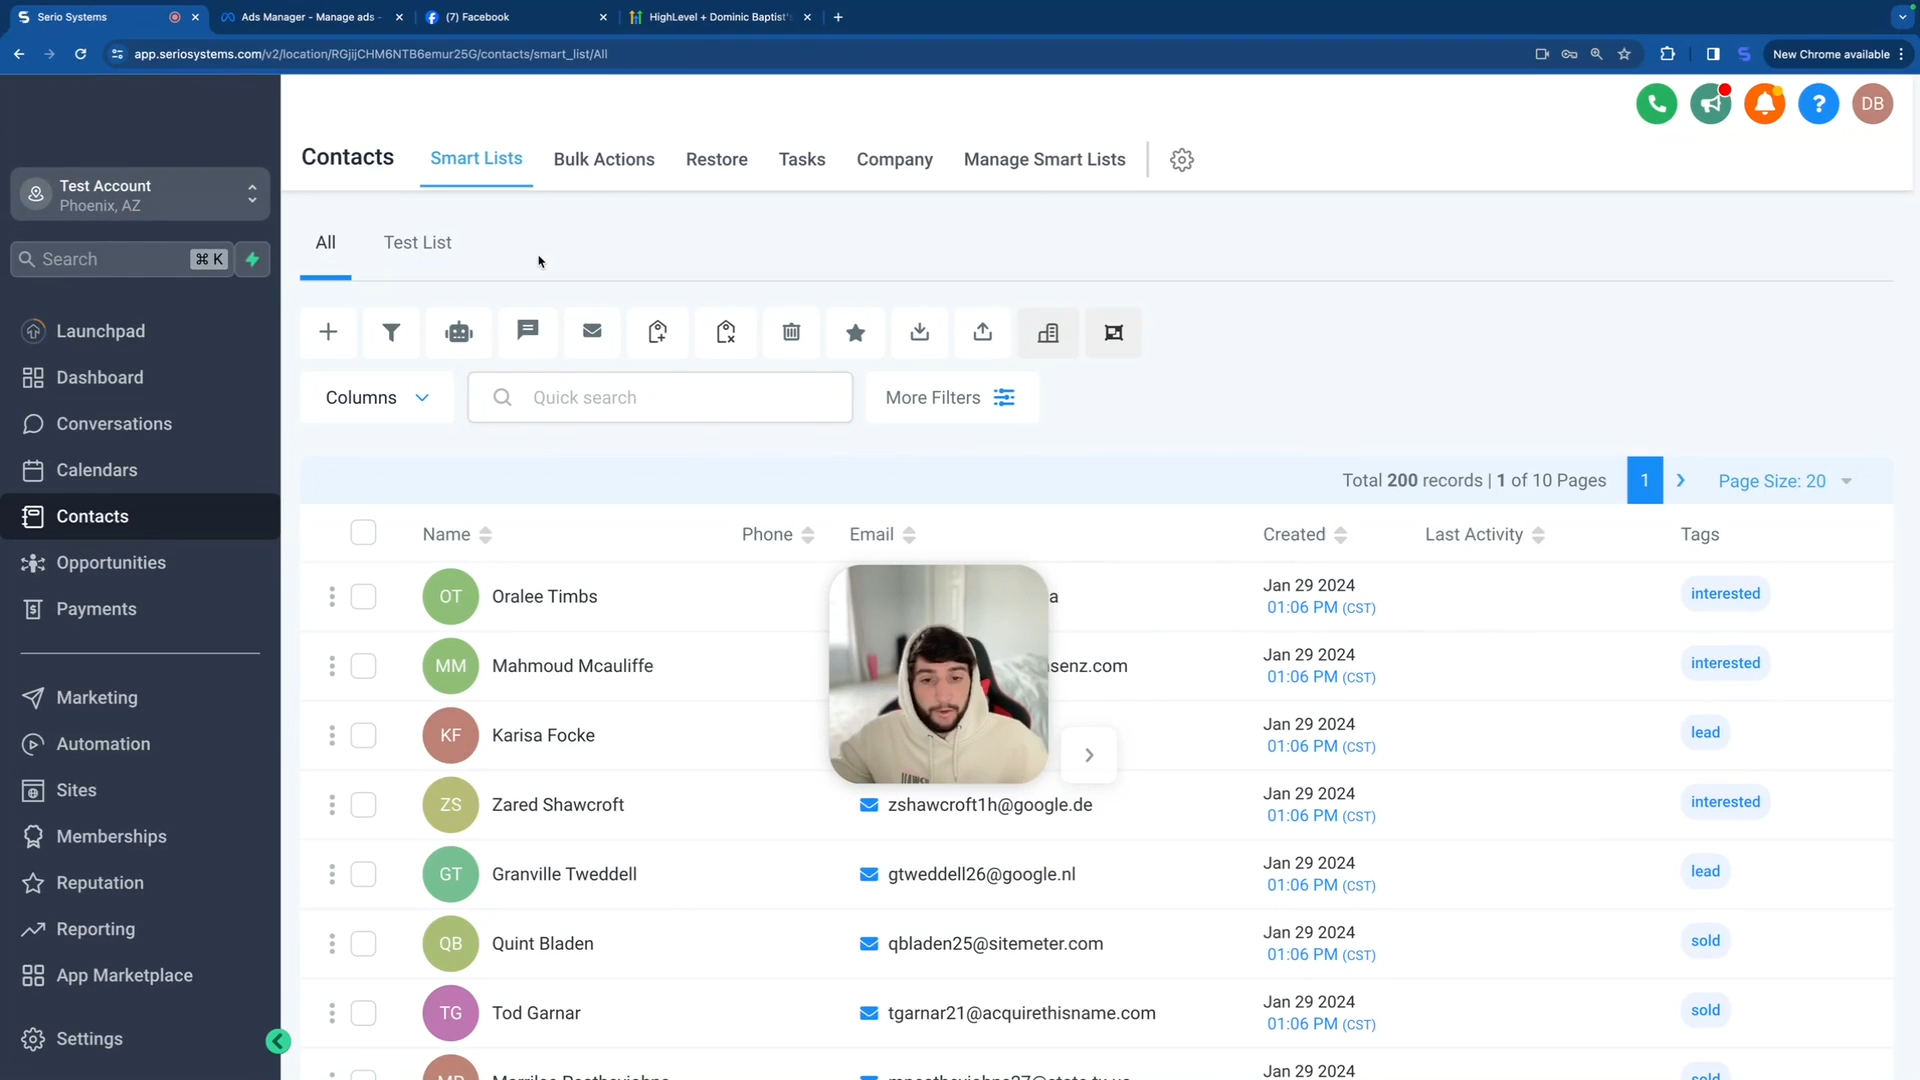 Serio Systems
Ads Manager - Manage ads -
(7) Facebook
HighLevel + Dominic Baptist'
app.seriosystems.com/v2/location/RGjijCHM6NTB6emur25G/contacts/smart_list/All
New Chrome available
DB
Contacts
Smart Lists
Bulk Actions
Restore
Tasks
Company
Manage Smart Lists
Test Account
Phoenix, AZ
Search
⌘ K
Launchpad
Dashboard
Conversations
Calendars
Contacts
Opportunities
Payments
Marketing
Automation
Sites
Memberships
Reputation
Reporting
App Marketplace
Settings
All
Test List
Columns
Quick search
More Filters
Total 200 records | 1 of 10 Pages
1
Page Size: 20
Name
Phone
Email
Created
Last Activity
Tags
OT Oralee Timbs a Jan 29 2024 interested
01:06 PM (CST)
MM Mahmoud Mcauliffe senz.com Jan 29 2024 interested
01:06 PM (CST)
KF Karisa Focke Jan 29 2024 lead
01:06 PM (CST)
ZS Zared Shawcroft zshawcroft1h@google.de Jan 29 2024 interested
01:06 PM (CST)
GT Granville Tweddell gtweddell26@google.nl Jan 29 2024 lead
01:06 PM (CST)
QB Quint Bladen qbladen25@sitemeter.com Jan 29 2024 sold
01:06 PM (CST)
TG Tod Garnar tgarnar21@acquirethisname.com Jan 29 2024 sold
01:06 PM (CST)
Jan 29 2024 sold